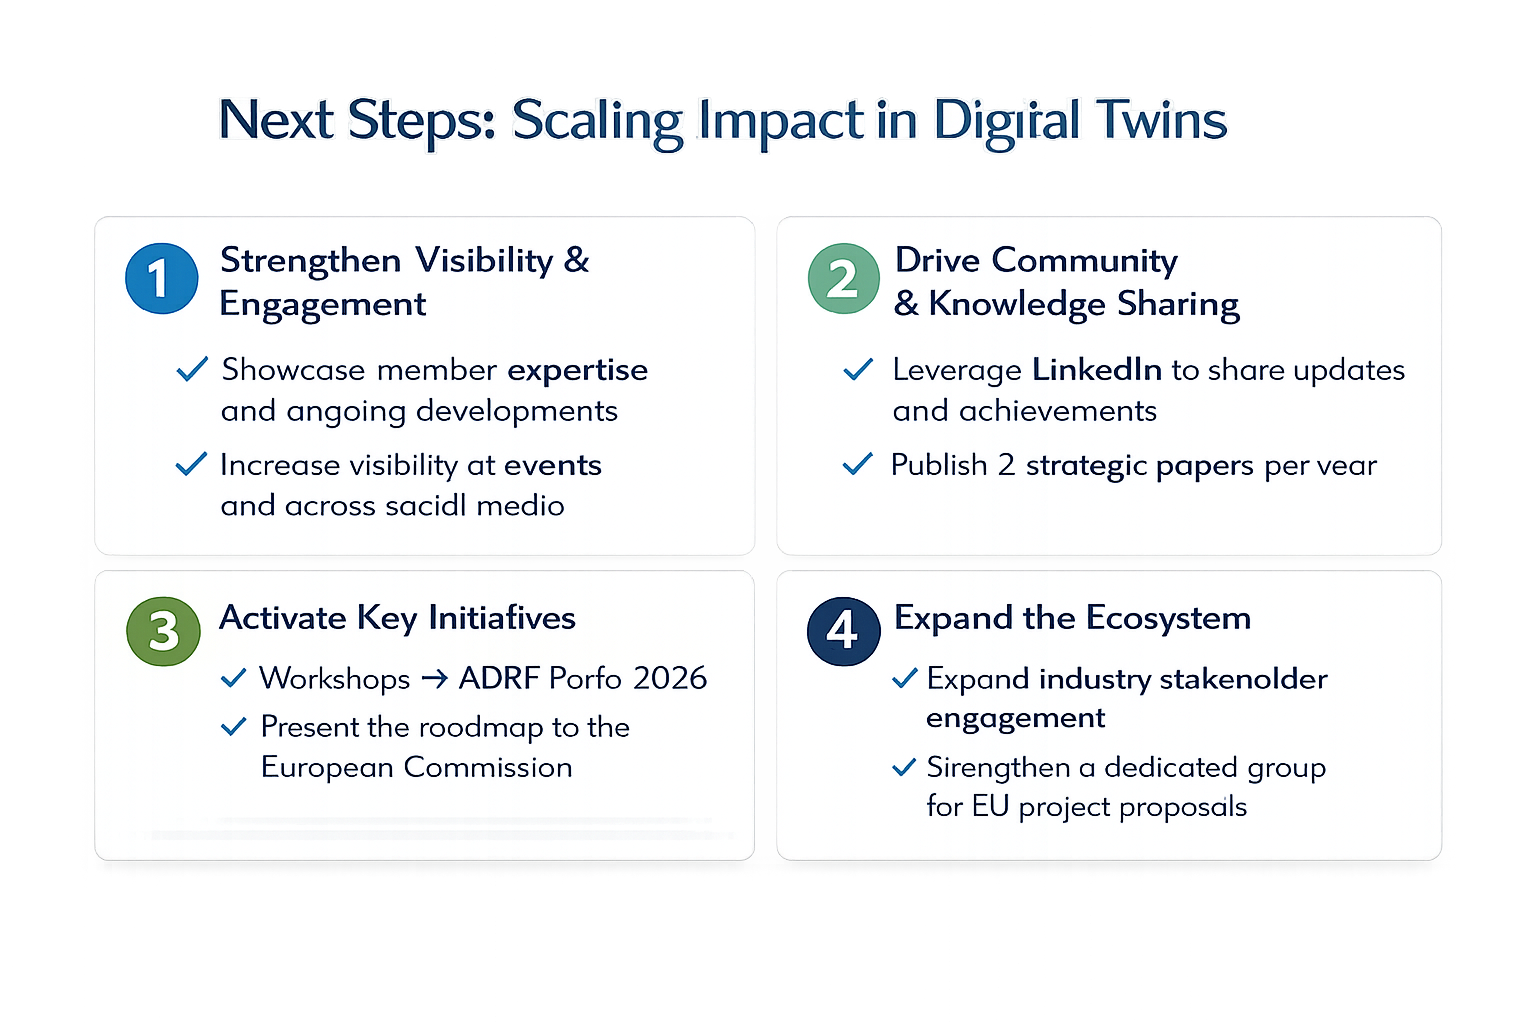 Next Steps: Scaling Impact in Digital Twins
1
Strengthen Visibility &
Engagement
✓ Showcase member expertise
and angoing developments
✓ Increase visibility at events
and across sacidl medio
2
Drive Community
& Knowledge Sharing
✓ Leverage LinkedIn to share updates
and achievements
✓ Publish 2 strategic papers per year
3
Activate Key Initiafives
✓ Workshops → ADRF Porfo 2026
✓ Present the roodmap to the
European Commission
4
Expand the Ecosystem
✓ Expand industry stakenolder
engagement
✓ Sirengthen a dedicated group
for EU project proposals